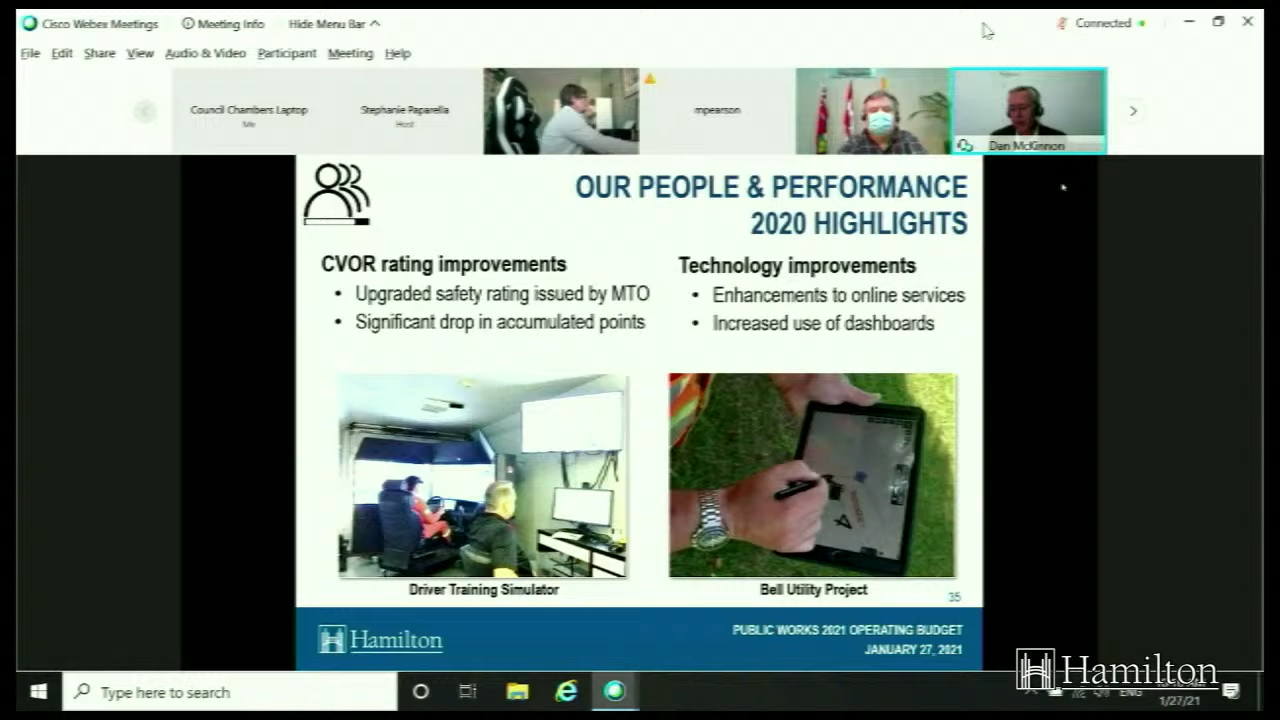 Cisco Webex Meetings
Meeting Info
Hide Menu Bar
Connected
File Edit Share View Audio & Video Participant Meeting Help
Council Chambers Laptop
Me
Stephanie Paparella
Host
mpearson
Dan McKinnon
OUR PEOPLE & PERFORMANCE
2020 HIGHLIGHTS
CVOR rating improvements
• Upgraded safety rating issued by MTO
• Significant drop in accumulated points
Technology improvements
• Enhancements to online services
• Increased use of dashboards
Driver Training Simulator
Bell Utility Project
35
Hamilton
PUBLIC WORKS 2021 OPERATING BUDGET
JANUARY 27, 2021
Hamilton
Type here to search
ENG
1/27/21